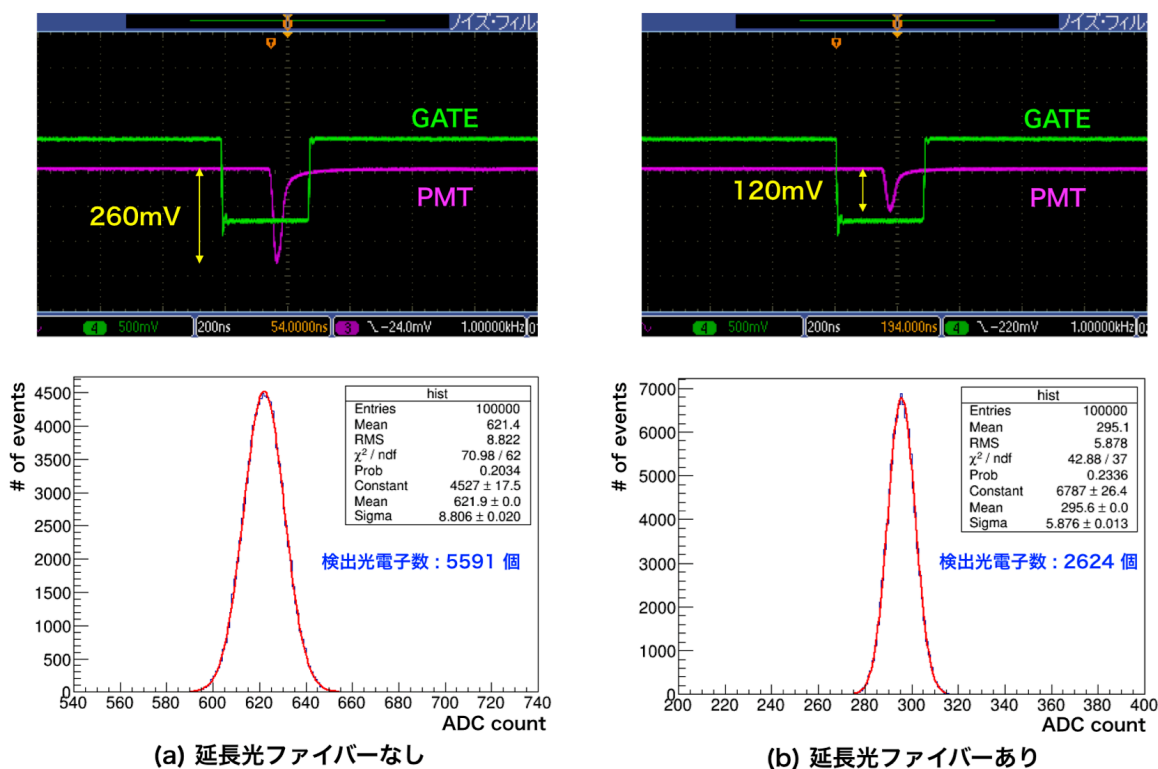 ノイズ・フィル
GATE
PMT
260mV
4 500mV 200ns 54.0000ns 3 -24.0mV 1.00000kHz
ノイズ・フィル
GATE
PMT
120mV
4 500mV 200ns 194.000ns 4 -220mV 1.00000kHz
# of events
4500
4000
3500
3000
2500
2000
1500
1000
500
0
540 560 580 600 620 640 660 680 700 720 740
ADC count
hist
Entries 100000
Mean 621.4
RMS 8.822
χ² / ndf 70.98 / 62
Prob 0.2034
Constant 4527 ± 17.5
Mean 621.9 ± 0.0
Sigma 8.806 ± 0.020
検出光電子数 : 5591 個
(a) 延長光ファイバーなし
# of events
7000
6000
5000
4000
3000
2000
1000
0
200 220 240 260 280 300 320 340 360 380 400
ADC count
hist
Entries 100000
Mean 295.1
RMS 5.878
χ² / ndf 42.88 / 37
Prob 0.2336
Constant 6787 ± 26.4
Mean 295.6 ± 0.0
Sigma 5.876 ± 0.013
検出光電子数 : 2624 個
(b) 延長光ファイバーあり